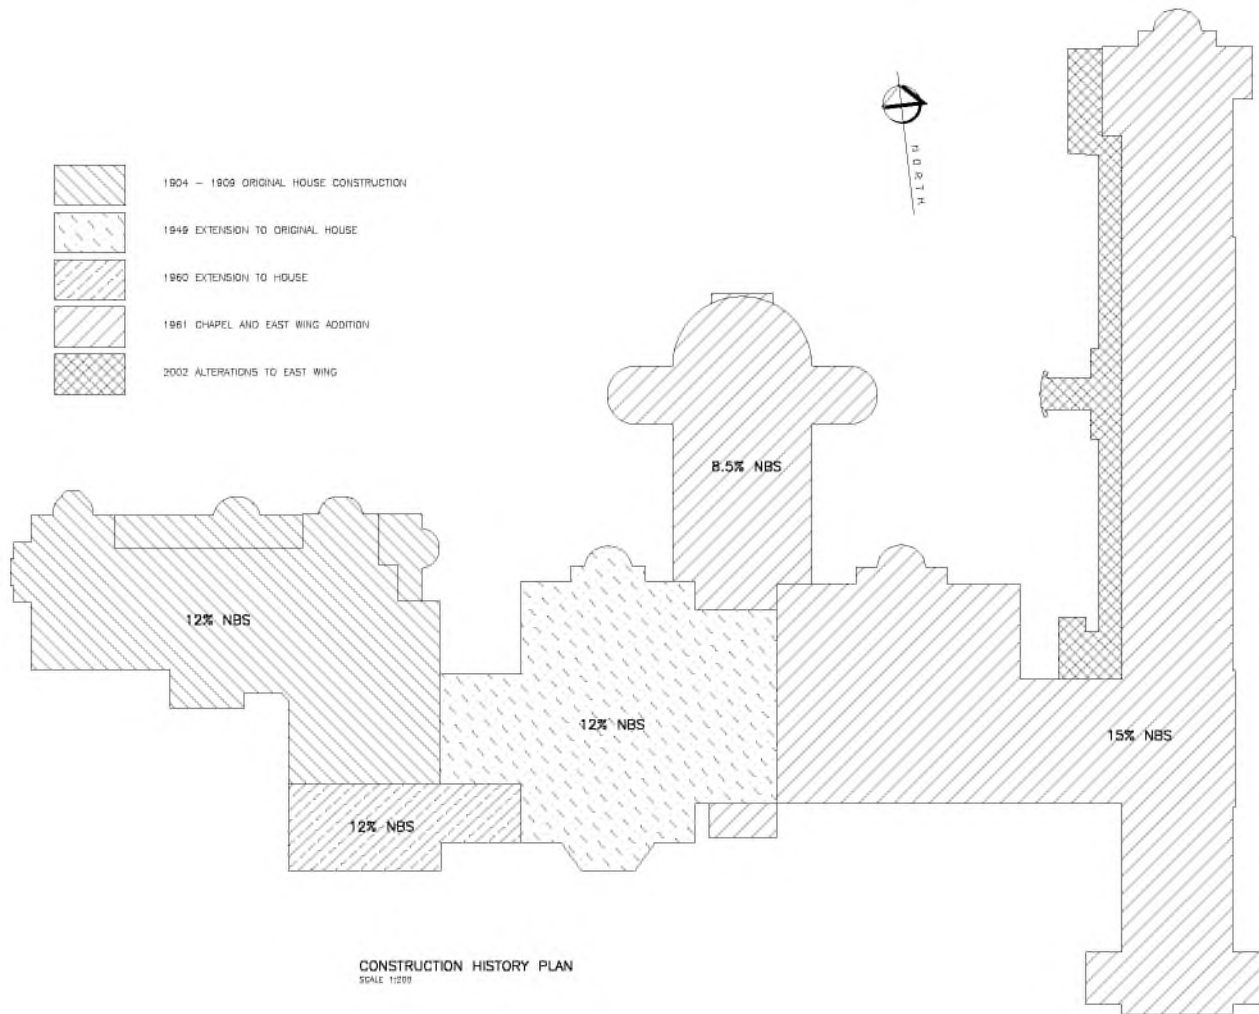 NORTH
1904 - 1909 ORIGINAL HOUSE CONSTRUCTION
1949 EXTENSION TO ORIGINAL HOUSE
1960 EXTENSION TO HOUSE
1961 CHAPEL AND EAST WING ADDITION
2002 ALTERATIONS TO EAST WING
8.5% NBS
12% NBS
12% NBS
15% NBS
12% NBS
CONSTRUCTION HISTORY PLAN
SCALE 1:200